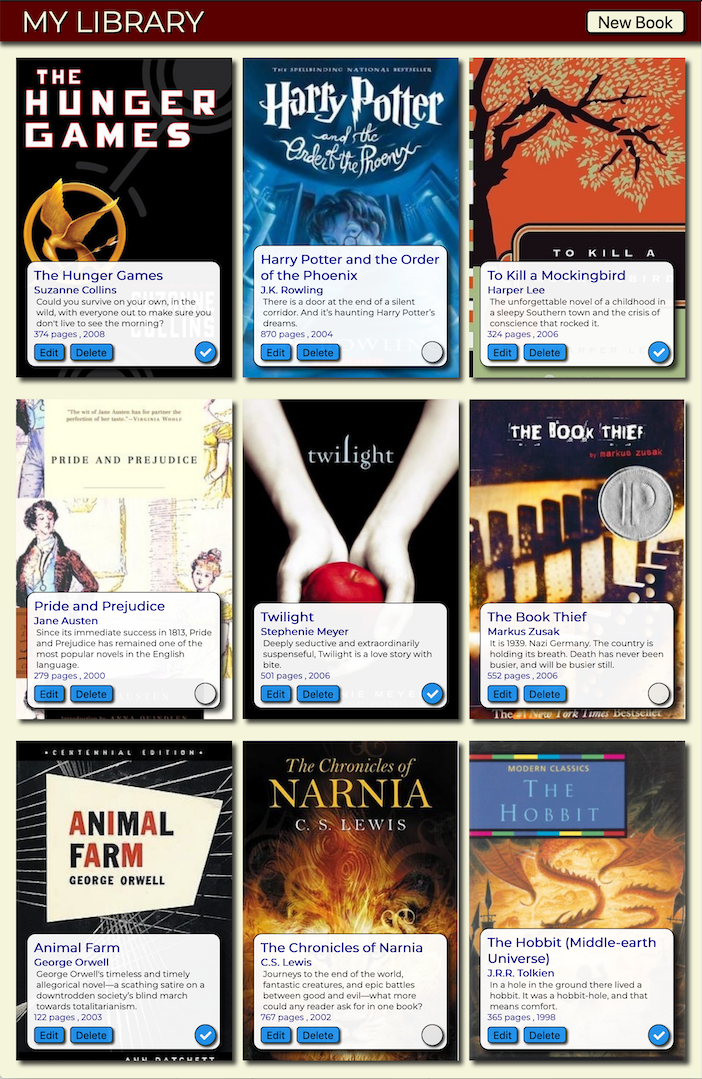 MY LIBRARY
New Book
THE
HUNGER
GAMES
The Hunger Games
Suzanne Collins
Could you survive on your own, in the
wild, with everyone out to make sure you
don't live to see the morning?
374 pages , 2008
Edit Delete
THE SPELLBINDING NATIONAL BESTSELLER
Harry Potter
and the
Order of the Phoenix
Harry Potter and the Order
of the Phoenix
J.K. Rowling
There is a door at the end of a silent
corridor. And it's haunting Harry Potter's
dreams.
870 pages , 2004
Edit Delete
TO KILL A
To Kill a Mockingbird
Harper Lee
The unforgettable novel of a childhood in
a sleepy Southern town and the crisis of
conscience that rocked it.
324 pages , 2006
Edit Delete
"The wit of Jane Austen has for partner the
perfection of her taste."—VIRGINIA WOOLF
PRIDE AND PREJUDICE
Pride and Prejudice
Jane Austen
Since its immediate success in 1813, Pride
and Prejudice has remained one of the
most popular novels in the English
language.
279 pages , 2000
Edit Delete
Introduction by ANNA QUINDLEN
twilight
Twilight
Stephenie Meyer
Deeply seductive and extraordinarily
suspenseful, Twilight is a love story with
bite.
501 pages , 2006
Edit Delete
THE BOOK THIEF
by markus zusak
The Book Thief
Markus Zusak
It is 1939. Nazi Germany. The country is
holding its breath. Death has never been
busier, and will be busier still.
552 pages , 2006
Edit Delete
The #1 New York Times Bestseller
• CENTENNIAL EDITION •
ANIMAL
FARM
GEORGE ORWELL
Animal Farm
George Orwell
George Orwell's timeless and timely
allegorical novel—a scathing satire on a
downtrodden society's blind march
towards totalitarianism.
122 pages , 2003
Edit Delete
ANN PATCHETT
The Chronicles of
NARNIA
C. S. LEWIS
The Chronicles of Narnia
C.S. Lewis
Journeys to the end of the world,
fantastic creatures, and epic battles
between good and evil—what more
could any reader ask for in one book?
767 pages , 2002
Edit Delete
MODERN CLASSICS
THE
HOBBIT
The Hobbit (Middle-earth
Universe)
J.R.R. Tolkien
In a hole in the ground there lived a
hobbit. It was a hobbit-hole, and that
means comfort.
365 pages , 1998
Edit Delete